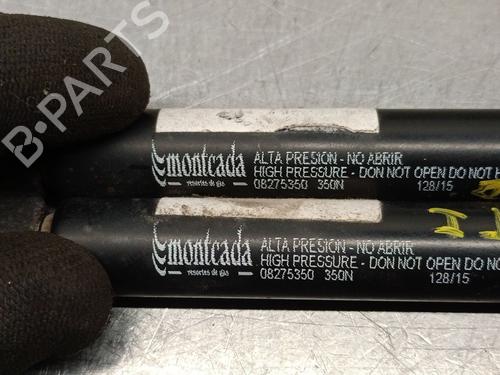 B-PARTS
montcada
resortes de gas
ALTA PRESION - NO ABRIR
HIGH PRESSURE - DON NOT OPEN DO NOT H
08275350 350N
128/15
montcada
resortes de gas
ALTA PRESION - NO ABRIR
HIGH PRESSURE - DON NOT OPEN DO NO
08275350 350N
128/15